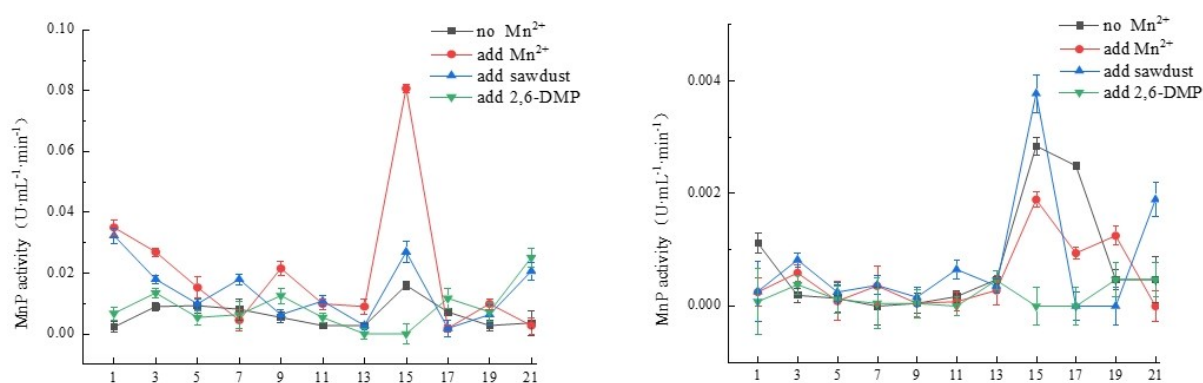 0.10
0.08
0.06
0.04
0.02
0.00
MnP activity（U·mL⁻¹·min⁻¹）
no Mn²⁺
add Mn²⁺
add sawdust
add 2,6-DMP
1 3 5 7 9 11 13 15 17 19 21
0.004
0.002
0.000
MnP activity（U·mL⁻¹·min⁻¹）
no Mn²⁺
add Mn²⁺
add sawdust
add 2,6-DMP
1 3 5 7 9 11 13 15 17 19 21